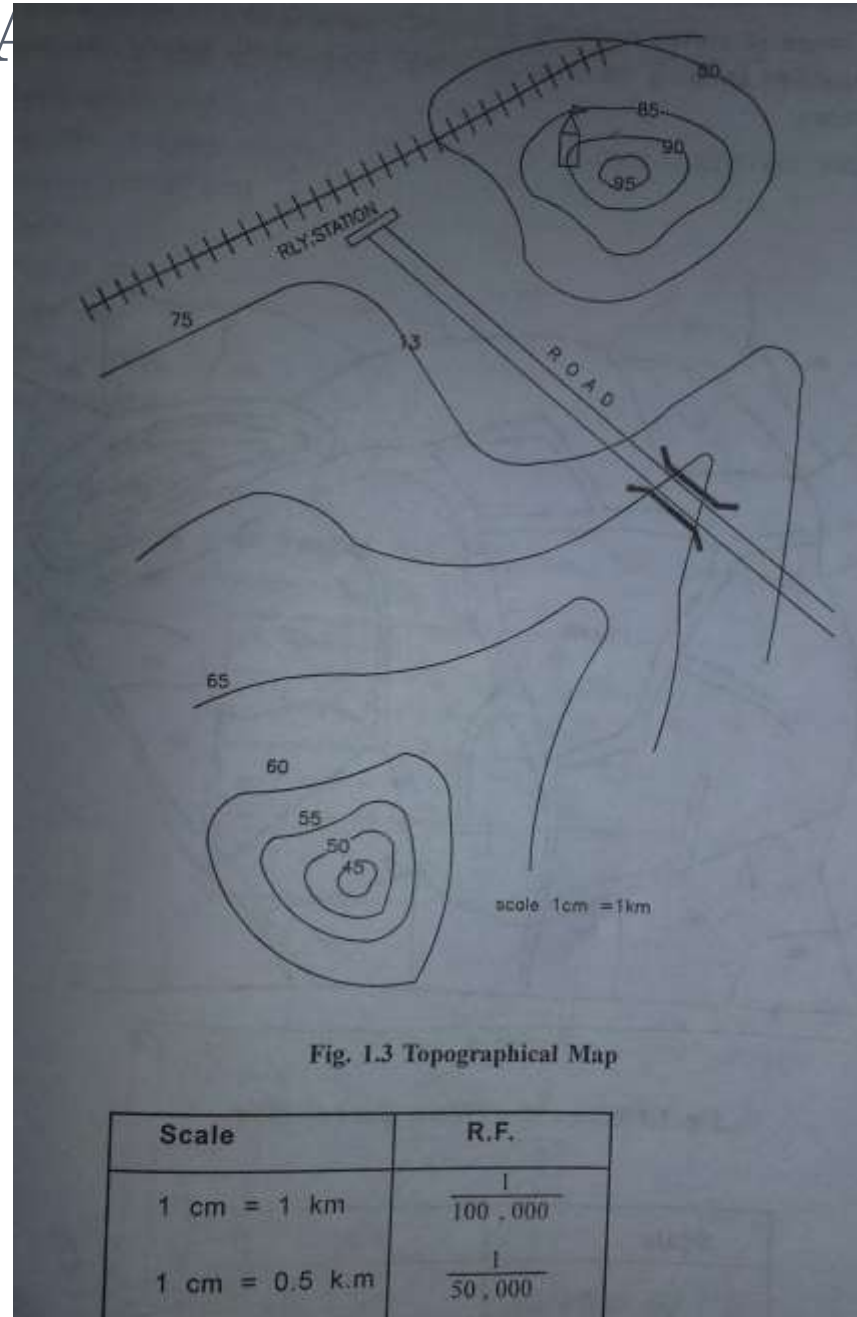 A
80
85
90
95
RLY.STATION
75
13
ROAD
65
60
55
50
45
scale 1cm =1km
Fig. 1.3 Topographical Map
Scale R.F.
1 cm = 1 km 1/100,000
1 cm = 0.5 k.m 1/50,000